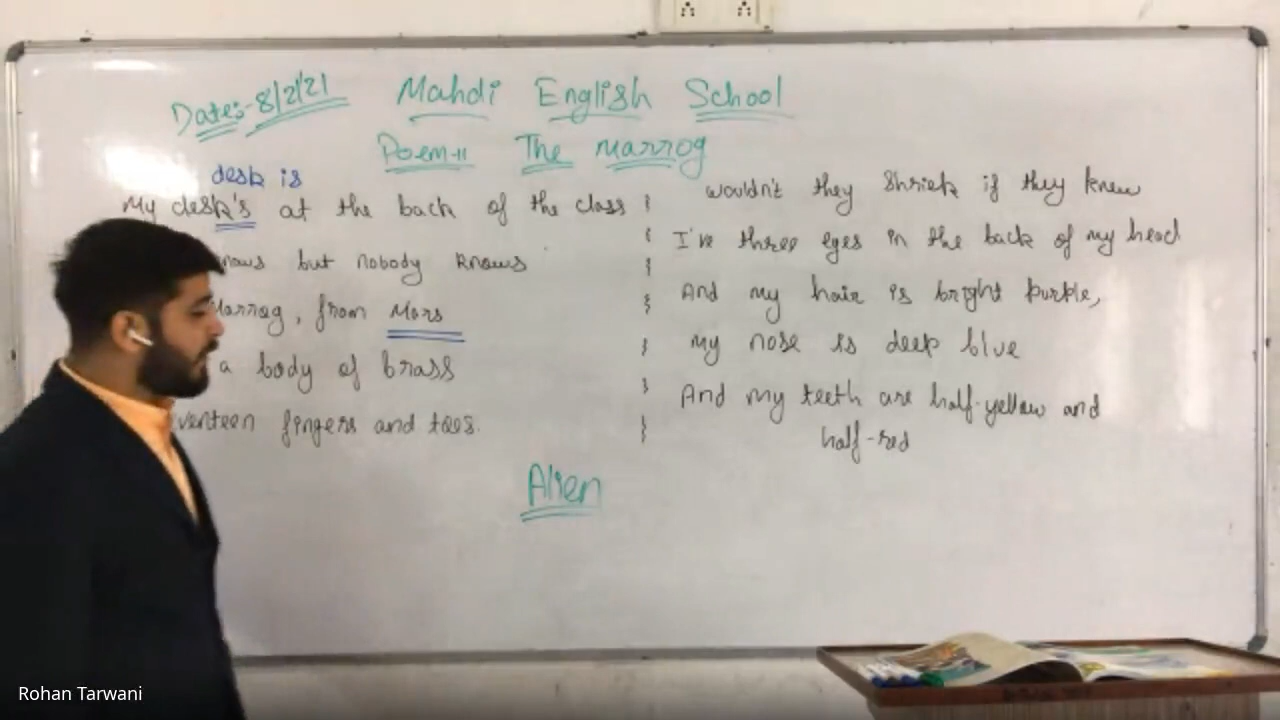 Date:-8/2/21 Mahdi English School
Poem-11 The Marrog
desk is
My desk's at the back of the class
but nobody knows
Marrog, from Mars
a body of brass
fingers and toes.
wouldn't they shriek if they knew
I've three eyes in the back of my head
And my hair is bright purple,
My nose is deep blue
And my teeth are half-yellow and
half-red
Alien
Rohan Tarwani